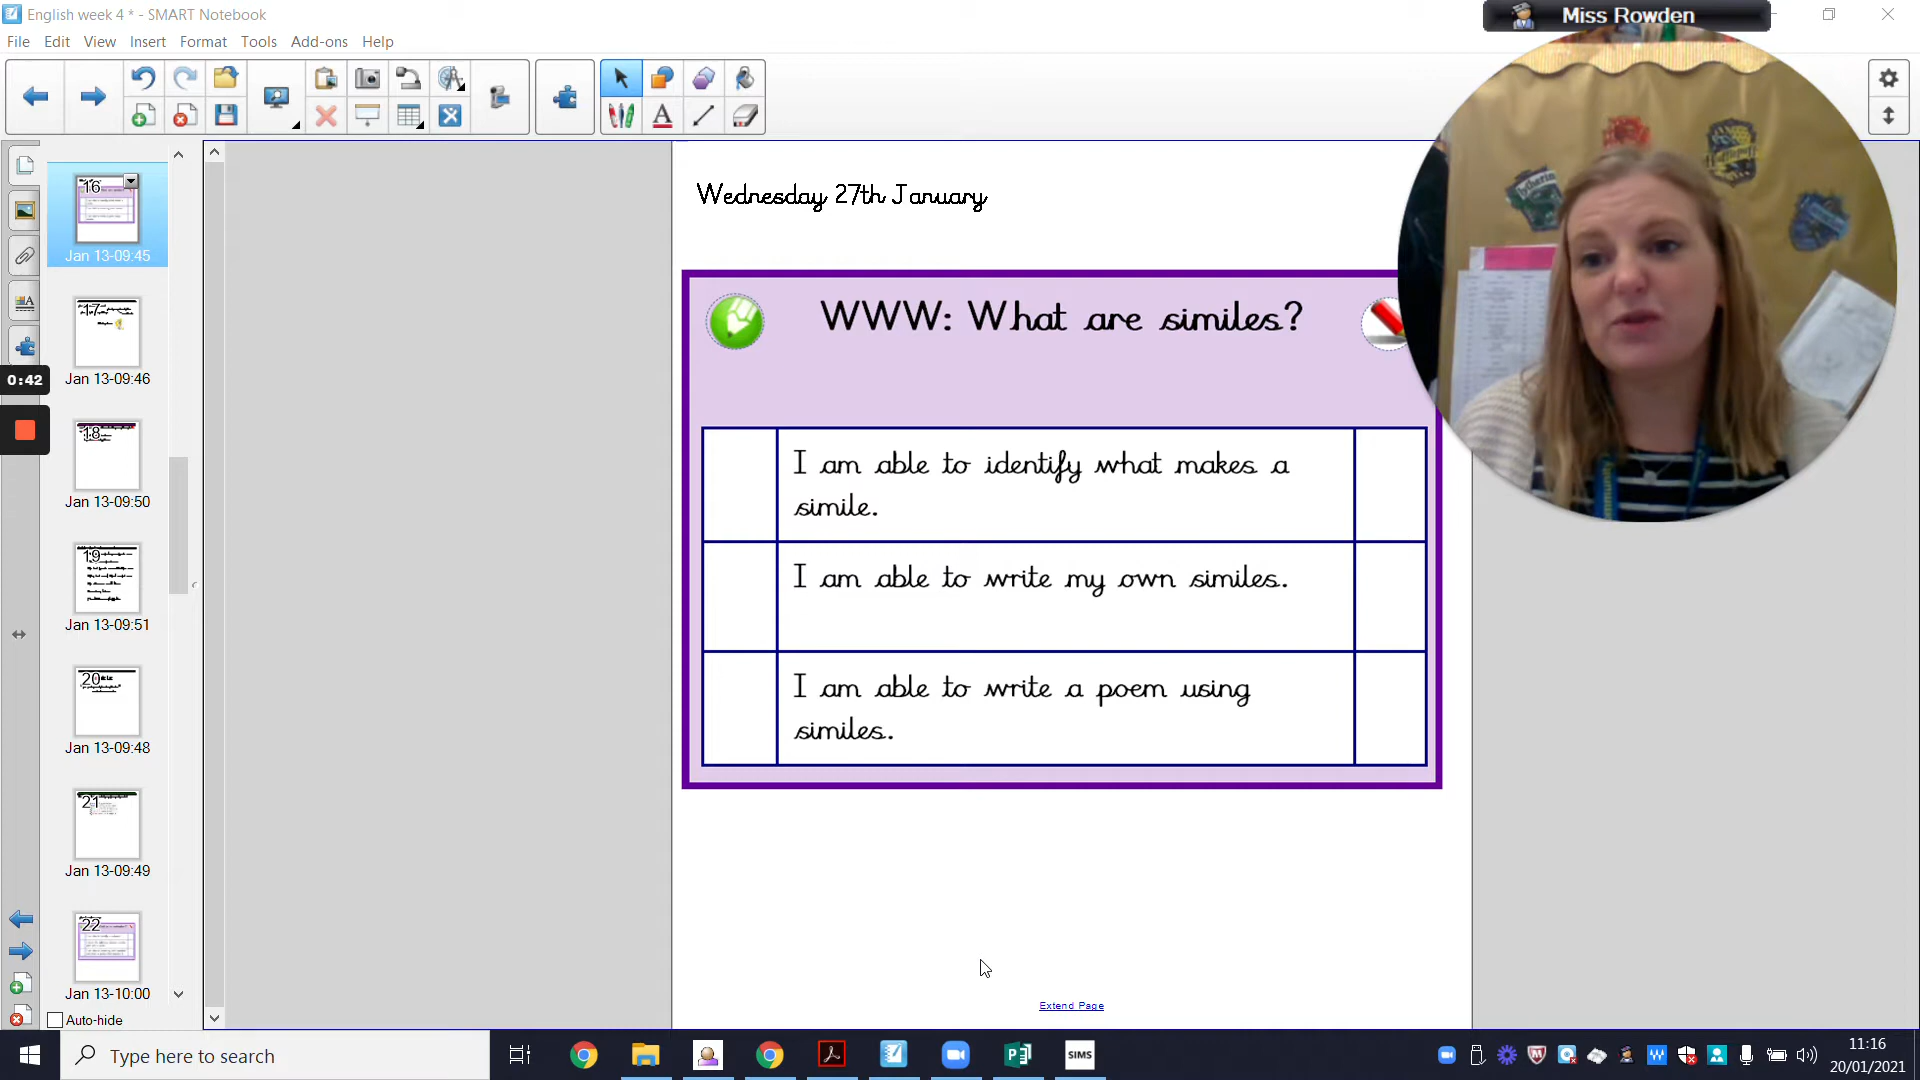 English week 4 * - SMART Notebook
Miss Rowden
File Edit View Insert Format Tools Add-ons Help
Wednesday 27th January
WWW: What are similes?
I am able to identify what makes a
simile.
I am able to write my own similes.
I am able to write a poem using
similes.
Extend Page
16
Jan 13-09:45
17
Jan 13-09:46
0:42
18
Jan 13-09:50
19
Jan 13-09:51
20
Jan 13-09:48
21
Jan 13-09:49
22
Jan 13-10:00
Auto-hide
Type here to search
SIMS
11:16
20/01/2021